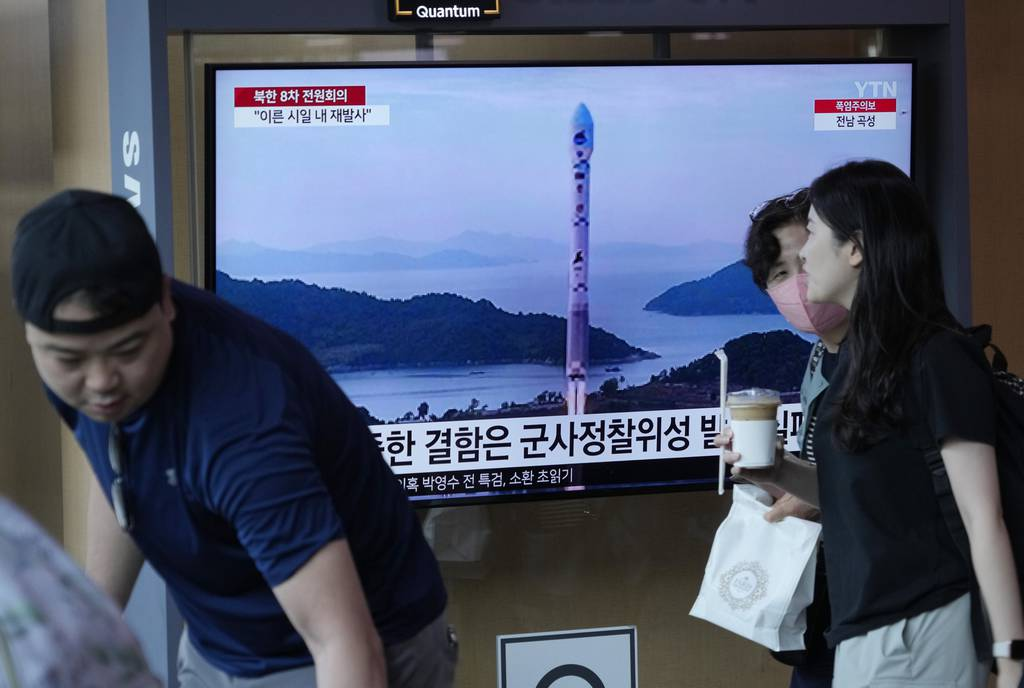 Quantum
북한 8차 전원회의
"이른 시일 내 재발사"
YTN
폭염주의보
전남 곡성
한 결함은 군사정찰위성
박영수 전 특검, 소환 초읽기